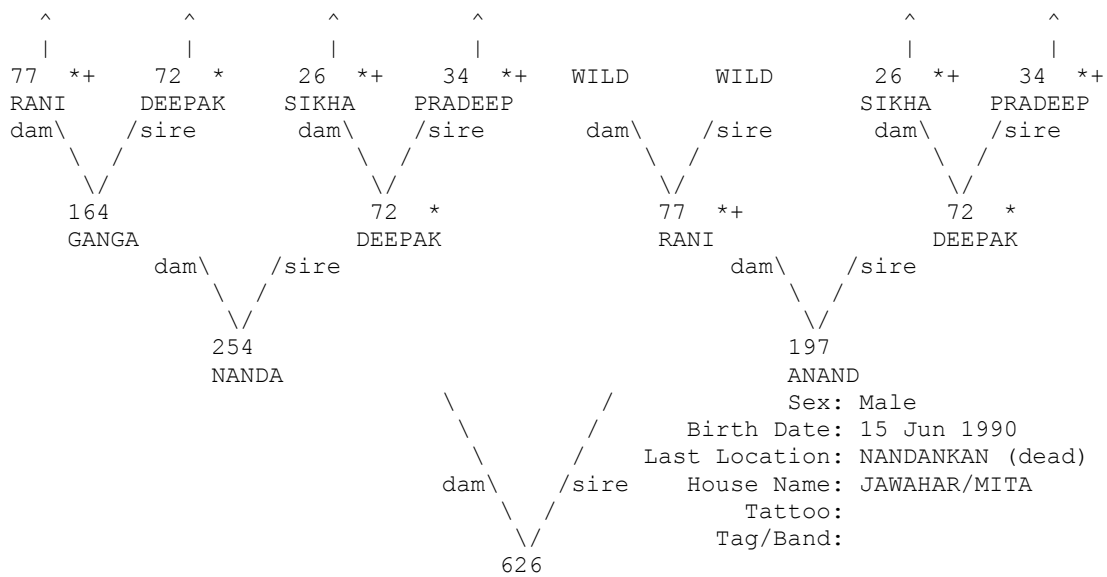 ^ ^ ^ ^ ^ ^
| | | | | |
77 *+ 72 * 26 *+ 34 *+ WILD WILD 26 *+ 34 *+
RANI DEEPAK SIKHA PRADEEP SIKHA PRADEEP
dam\ /sire dam\ /sire dam\ /sire dam\ /sire
\ / \ / \ / \ /
\/ \/ \/ \/
164 72 * 77 *+ 72 *
GANGA DEEPAK RANI DEEPAK
dam\ /sire dam\ /sire
\ / \ /
\/ \/
254 197
NANDA ANAND
\ / Sex: Male
\ / Birth Date: 15 Jun 1990
\ / Last Location: NANDANKAN (dead)
dam\ /sire House Name: JAWAHAR/MITA
\ / Tattoo:
\/ Tag/Band:
626